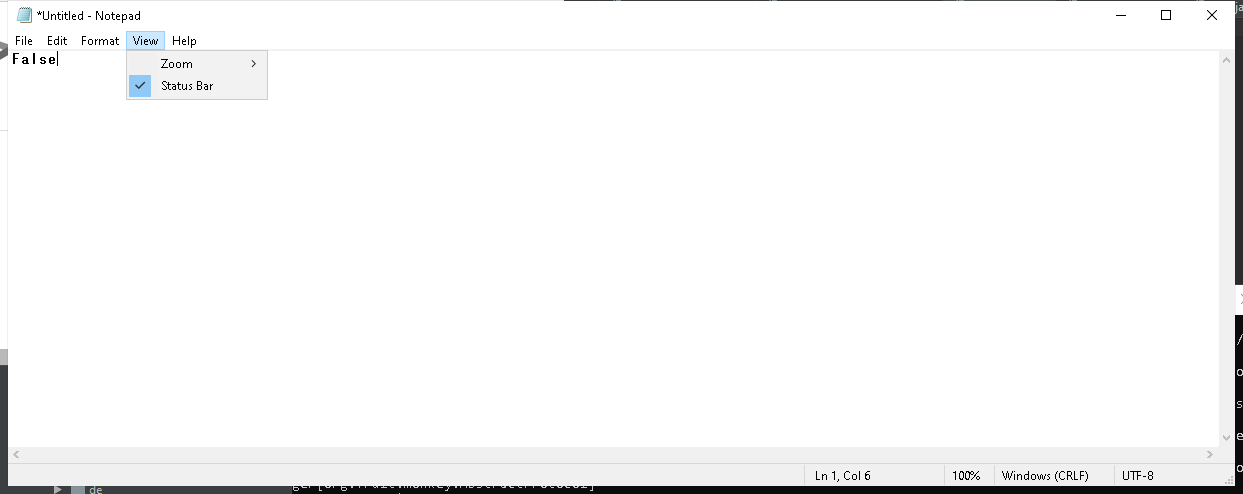 *Untitled - Notepad
File Edit Format View Help
False
Zoom
Status Bar
Ln 1, Col 6 100% Windows (CRLF) UTF-8
de